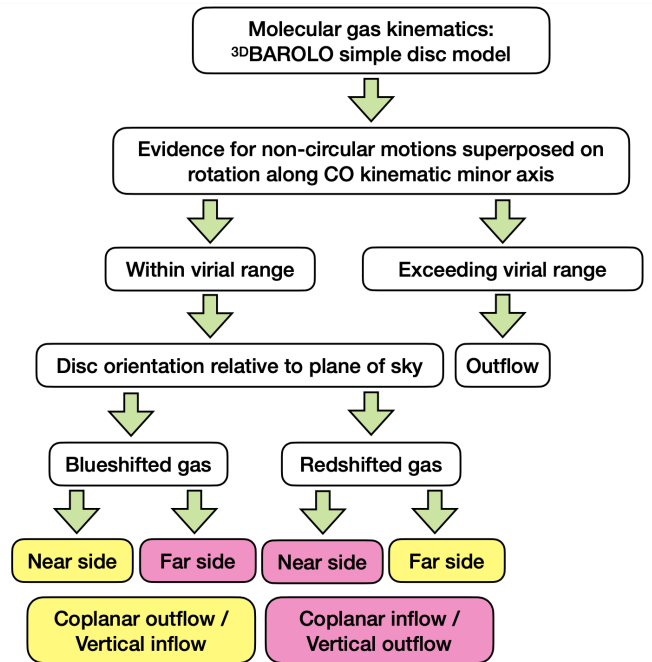 Molecular gas kinematics:
³ᴰBAROLO simple disc model
Evidence for non-circular motions superposed on
rotation along CO kinematic minor axis
Within virial range
Exceeding virial range
Disc orientation relative to plane of sky
Outflow
Blueshifted gas
Redshifted gas
Near side
Far side
Near side
Far side
Coplanar outflow /
Vertical inflow
Coplanar inflow /
Vertical outflow